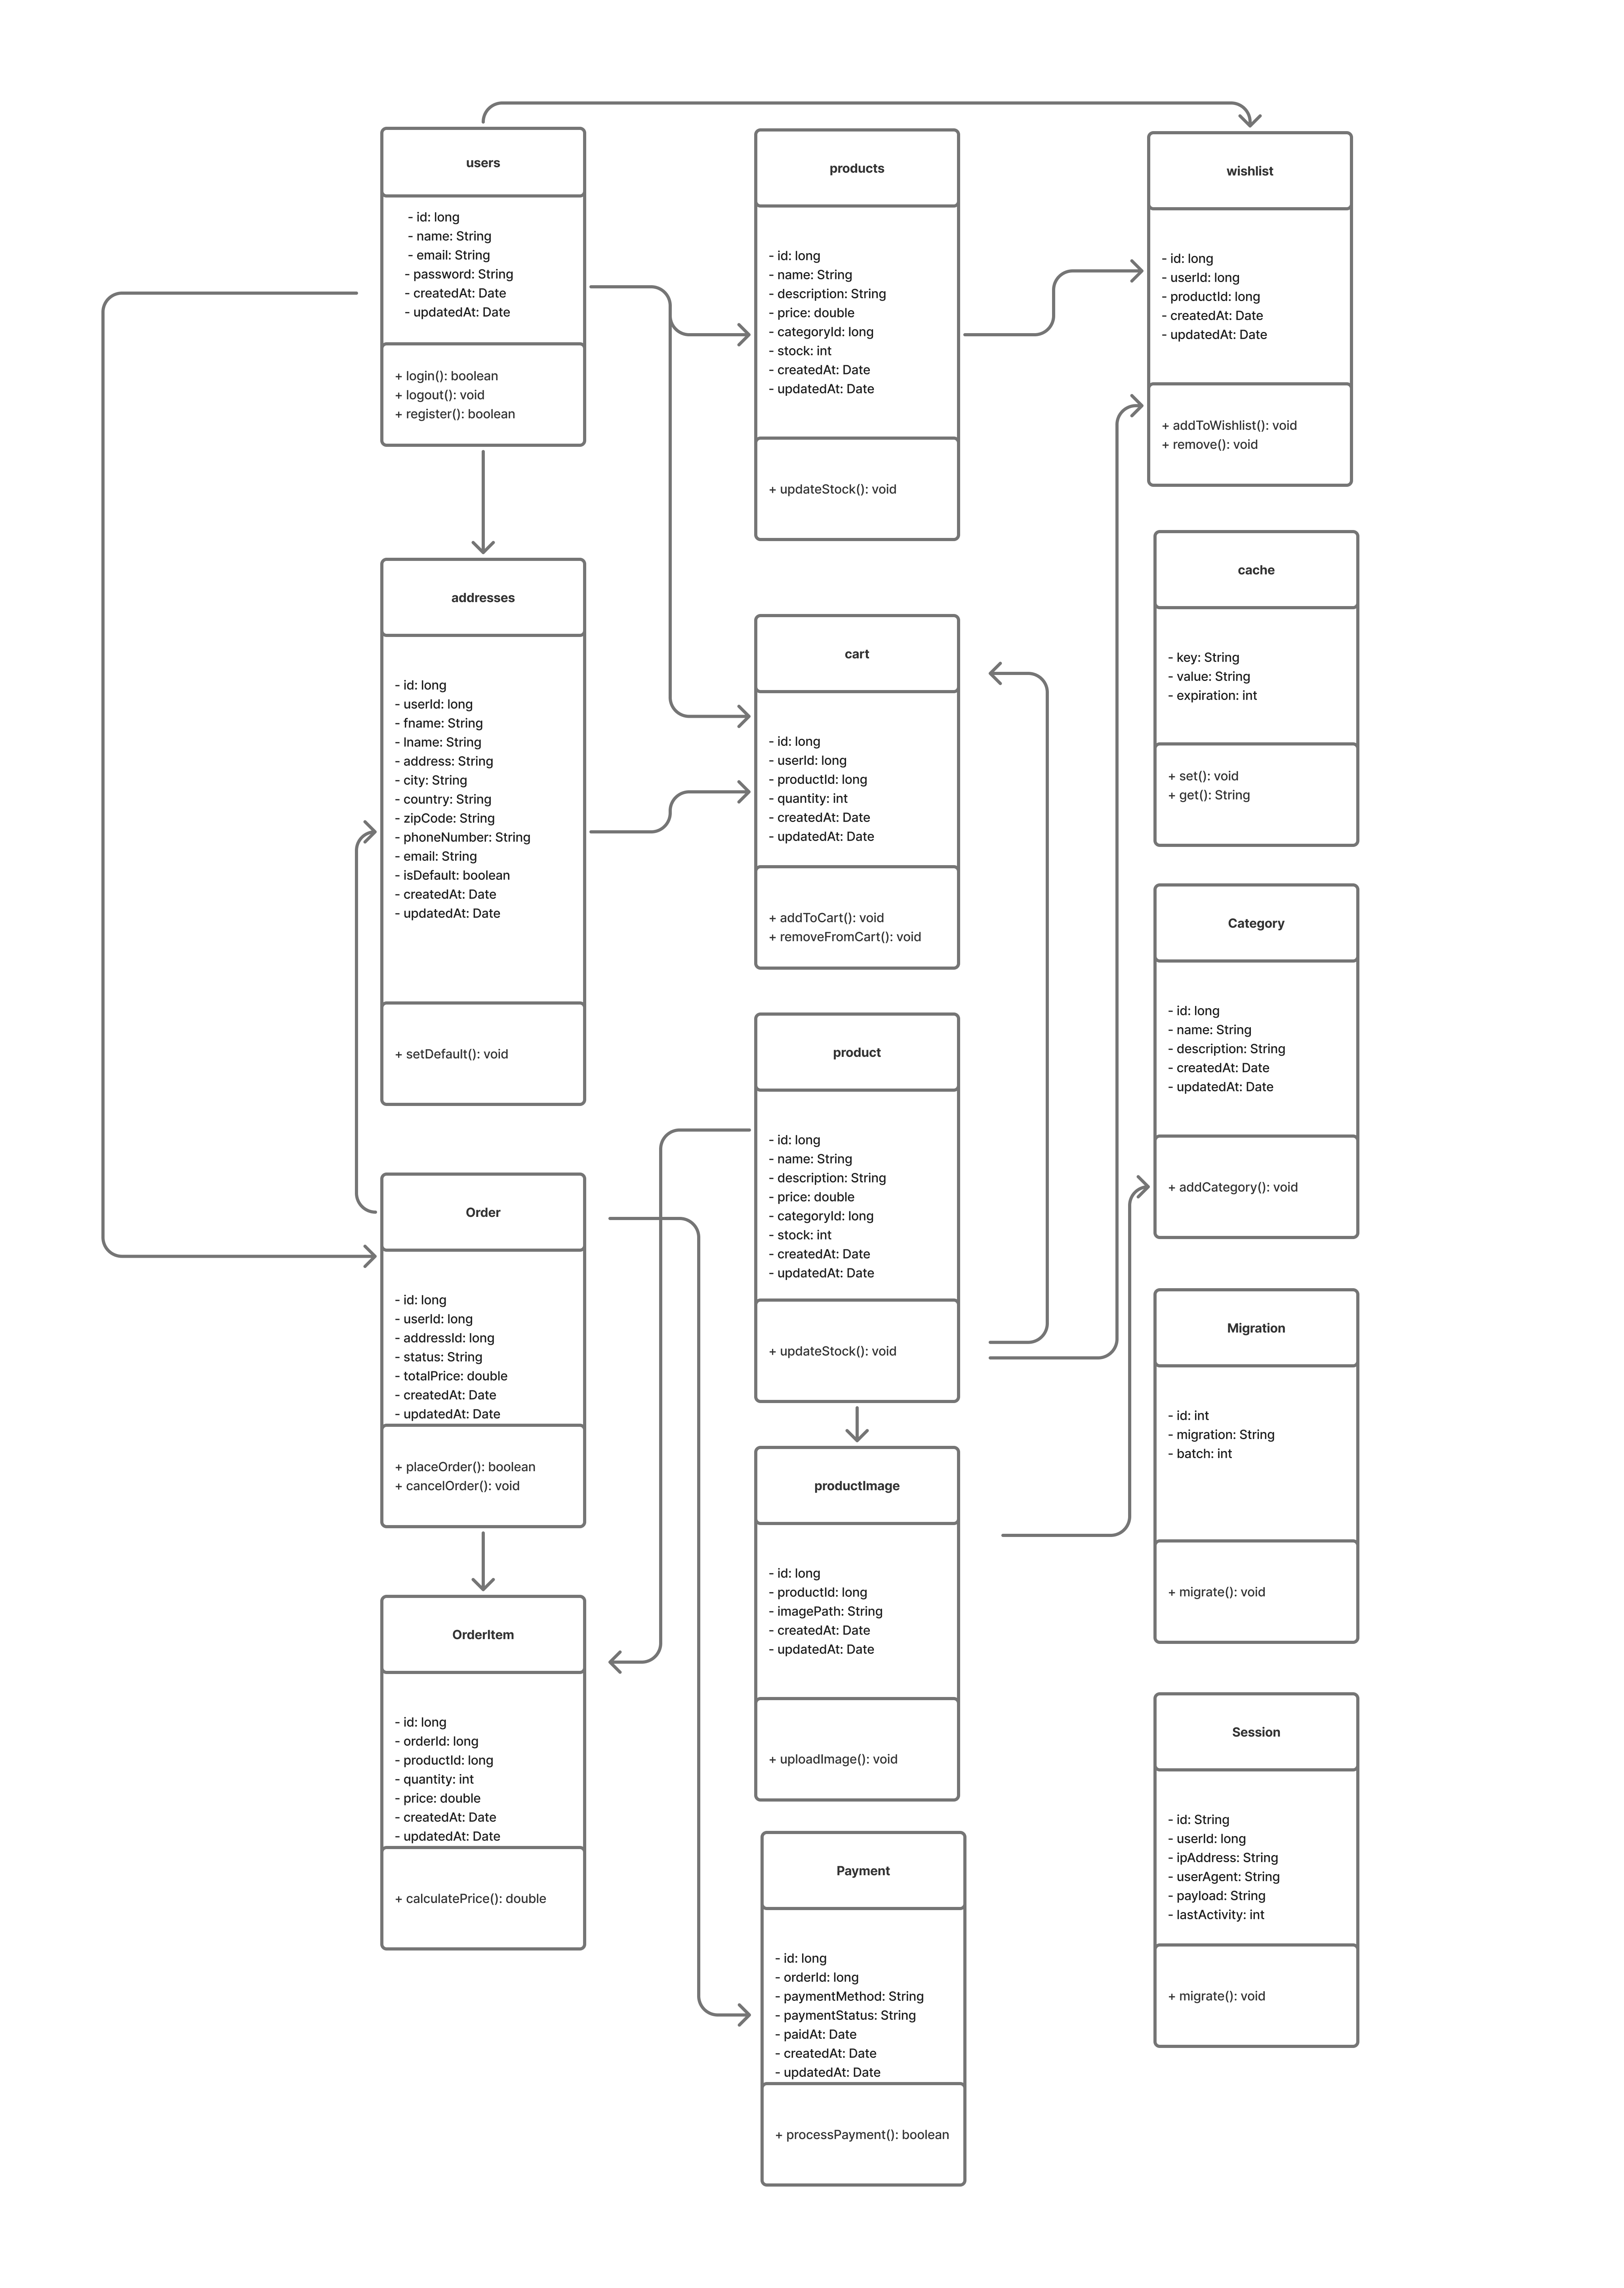 users
- id: long
- name: String
- email: String
- password: String
- createdAt: Date
- updatedAt: Date
+ login(): boolean
+ logout(): void
+ register(): boolean
products
- id: long
- name: String
- description: String
- price: double
- categoryId: long
- stock: int
- createdAt: Date
- updatedAt: Date
+ updateStock(): void
wishlist
- id: long
- userId: long
- productId: long
- createdAt: Date
- updatedAt: Date
+ addToWishlist(): void
+ remove(): void
addresses
- id: long
- userId: long
- fname: String
- lname: String
- address: String
- city: String
- country: String
- zipCode: String
- phoneNumber: String
- email: String
- isDefault: boolean
- createdAt: Date
- updatedAt: Date
+ setDefault(): void
cart
- id: long
- userId: long
- productId: long
- quantity: int
- createdAt: Date
- updatedAt: Date
+ addToCart(): void
+ removeFromCart(): void
cache
- key: String
- value: String
- expiration: int
+ set(): void
+ get(): String
Category
- id: long
- name: String
- description: String
- createdAt: Date
- updatedAt: Date
+ addCategory(): void
product
- id: long
- name: String
- description: String
- price: double
- categoryId: long
- stock: int
- createdAt: Date
- updatedAt: Date
+ updateStock(): void
Order
- id: long
- userId: long
- addressId: long
- status: String
- totalPrice: double
- createdAt: Date
- updatedAt: Date
+ placeOrder(): boolean
+ cancelOrder(): void
Migration
- id: int
- migration: String
- batch: int
+ migrate(): void
productImage
- id: long
- productId: long
- imagePath: String
- createdAt: Date
- updatedAt: Date
+ uploadImage(): void
OrderItem
- id: long
- orderId: long
- productId: long
- quantity: int
- price: double
- createdAt: Date
- updatedAt: Date
+ calculatePrice(): double
Session
- id: String
- userId: long
- ipAddress: String
- userAgent: String
- payload: String
- lastActivity: int
+ migrate(): void
Payment
- id: long
- orderId: long
- paymentMethod: String
- paymentStatus: String
- paidAt: Date
- createdAt: Date
- updatedAt: Date
+ processPayment(): boolean